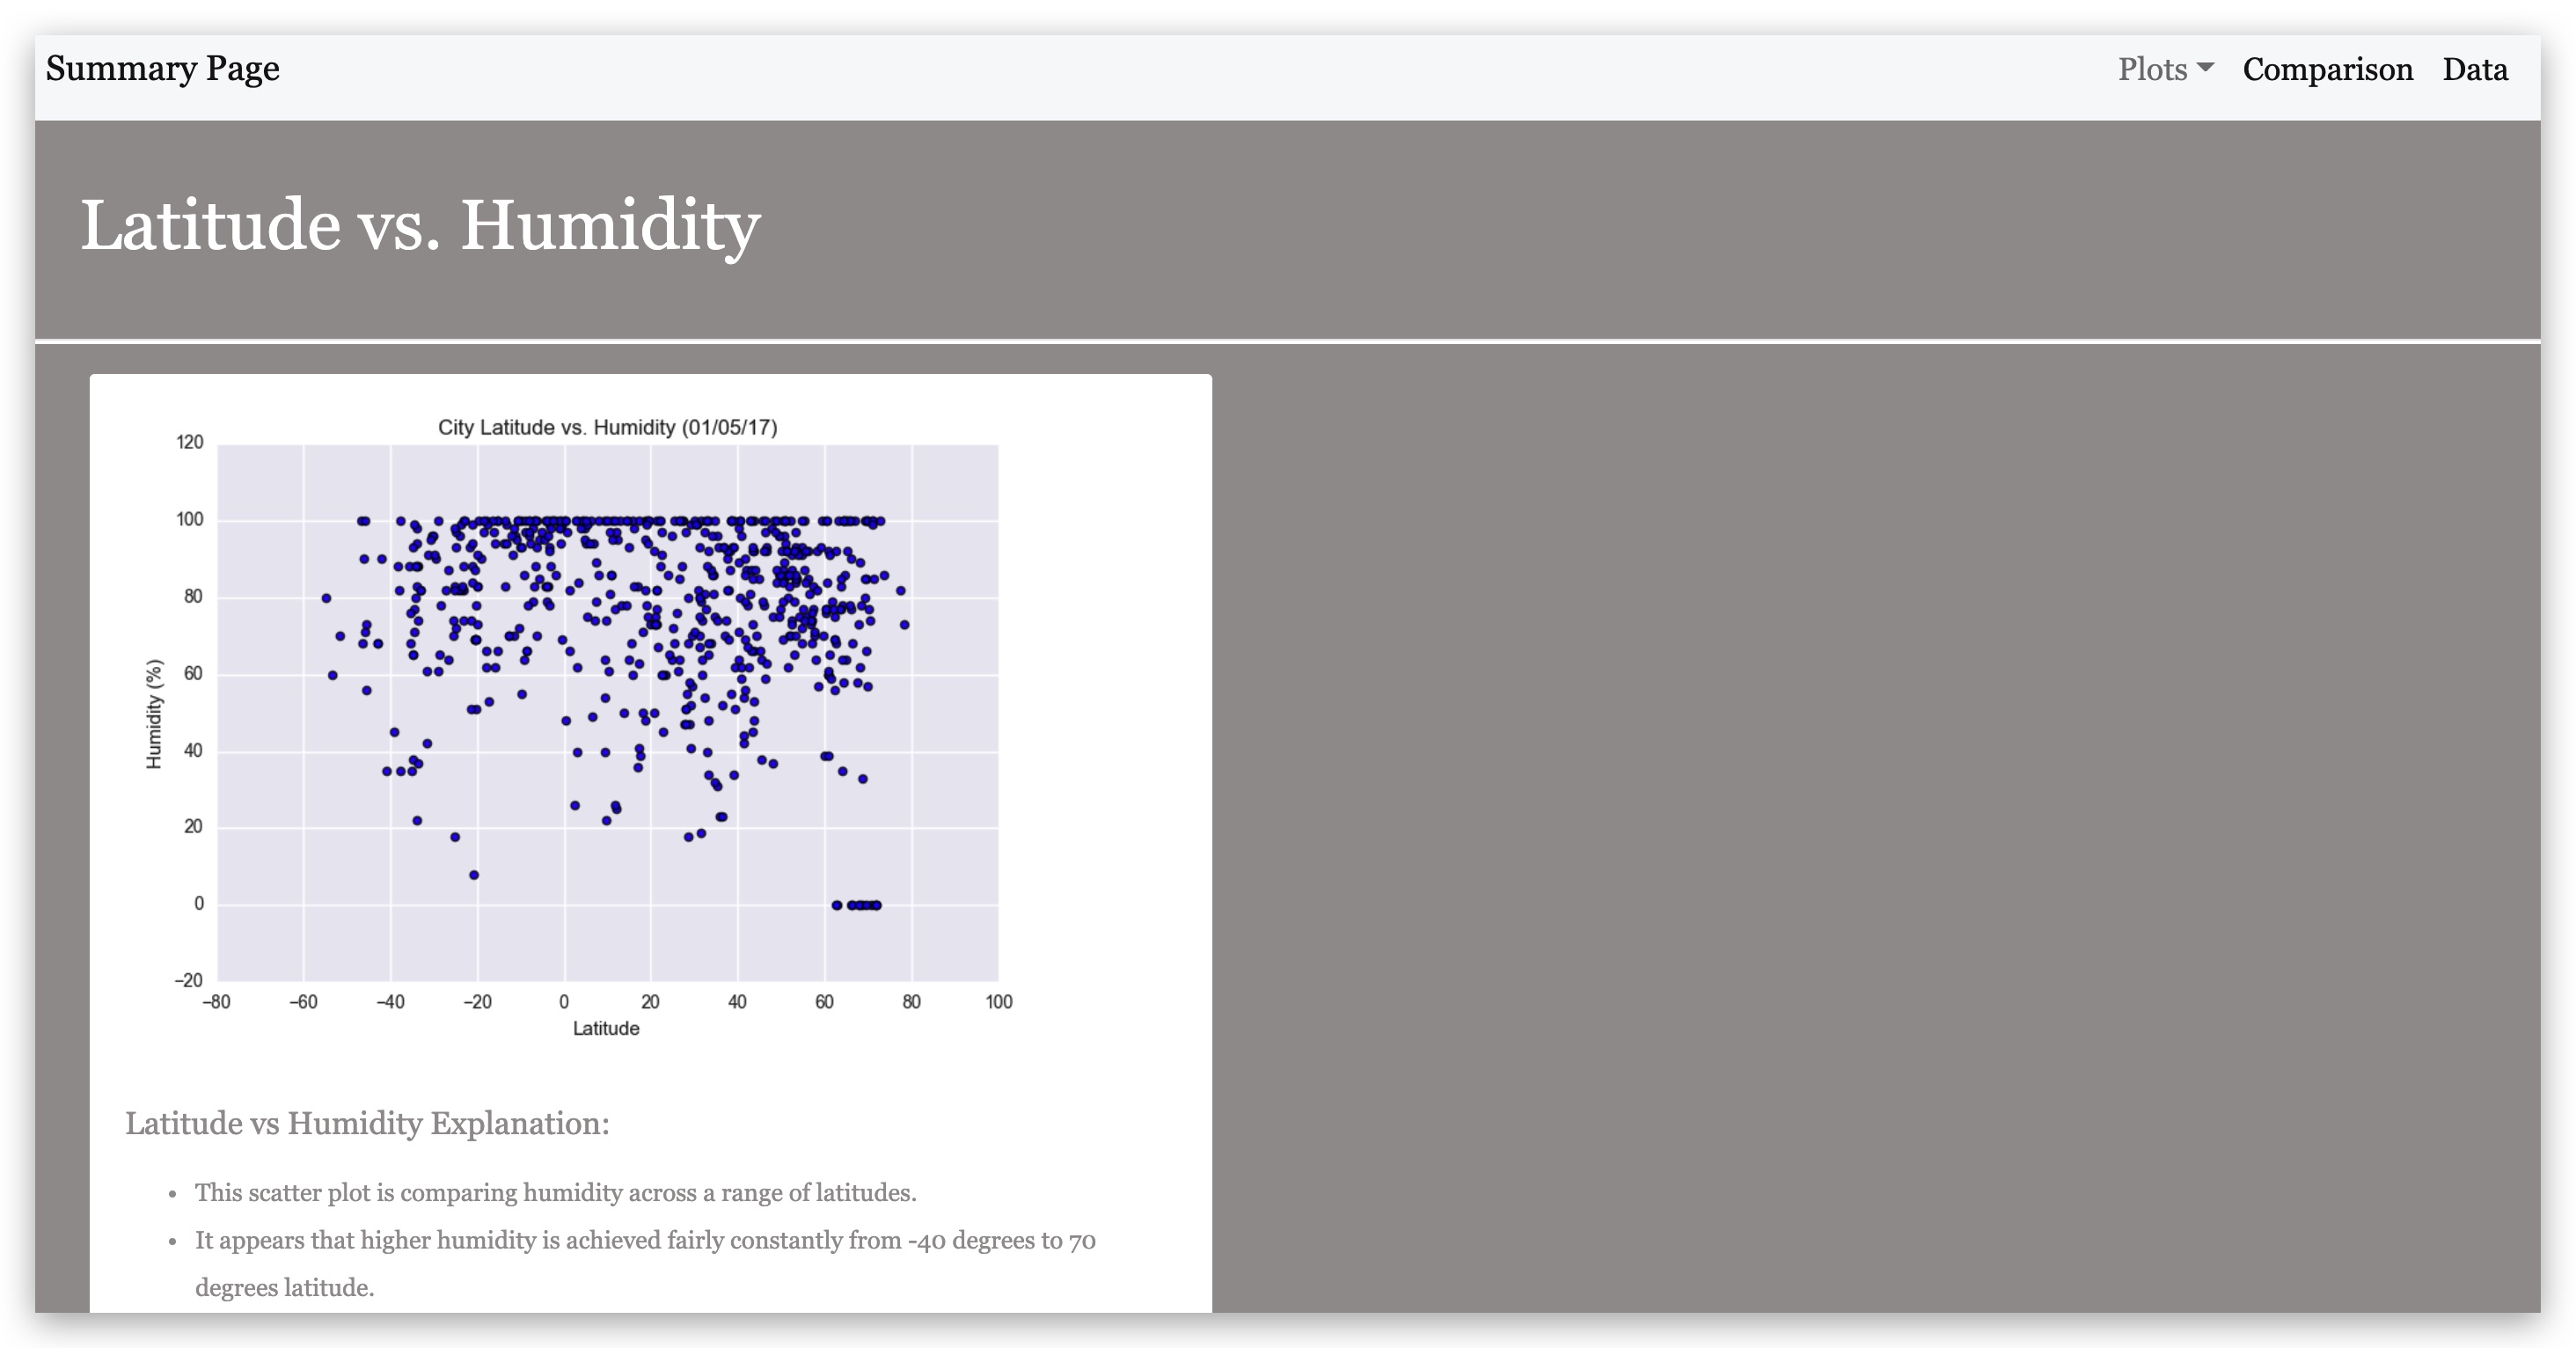 Summary Page
Plots Comparison Data
Latitude vs. Humidity
City Latitude vs. Humidity (01/05/17)
120
100
80
60
40
20
0
−20
Humidity (%)
−80 −60 −40 −20 0 20 40 60 80 100
Latitude
Latitude vs Humidity Explanation:
• This scatter plot is comparing humidity across a range of latitudes.
• It appears that higher humidity is achieved fairly constantly from -40 degrees to 70
degrees latitude.